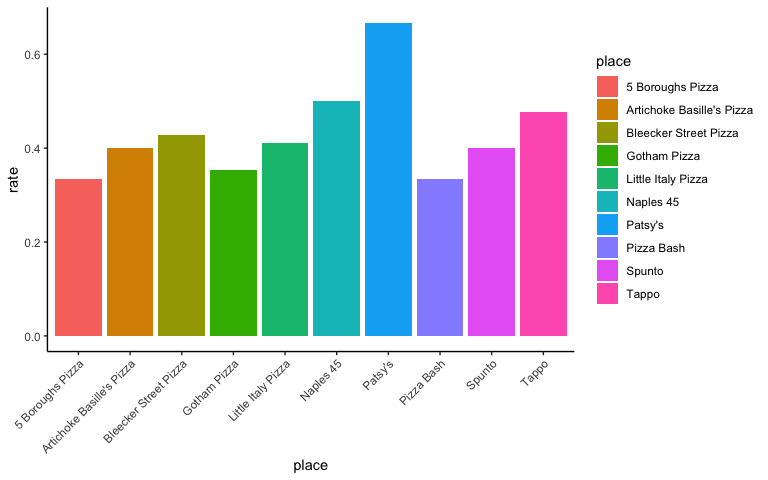 rate
0.6
0.4
0.2
0.0
5 Boroughs Pizza
Artichoke Basille's Pizza
Bleecker Street Pizza
Gotham Pizza
Little Italy Pizza
Naples 45
Patsy's
Pizza Bash
Spunto
Tappo
place
place
5 Boroughs Pizza
Artichoke Basille's Pizza
Bleecker Street Pizza
Gotham Pizza
Little Italy Pizza
Naples 45
Patsy's
Pizza Bash
Spunto
Tappo